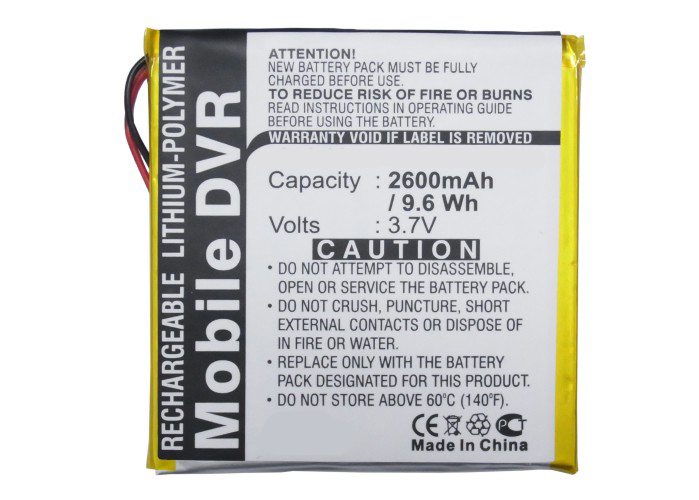 RECHARGEABLE LITHIUM-POLYMER
Mobile DVR
ATTENTION!
NEW BATTERY PACK MUST BE FULLY
CHARGED BEFORE FIRST USE.
TO REDUCE RISK OF FIRE OR BURNS
READ INSTRUCTIONS IN OPERATING GUIDE
BEFORE USING THIS BATTERY.
WARRANTY VOID IF LABEL IS REMOVED
Capacity : 2600mAh
/ 9.6 Wh
Volts : 3.7V
CAUTION
• DO NOT ATTEMPT TO DISASSEMBLE,
OPEN OR SERVICE THE BATTERY PACK.
• DO NOT CRUSH, PUNCTURE, SHORT
EXTERNAL CONTACTS OR DISPOSE OF
IN FIRE OR WATER.
• REPLACE ONLY WITH THE BATTERY
PACK DESIGNATED FOR THIS SYSTEM.
• DO NOT STORE ABOVE 60°C (140°F).
CE
Made In China